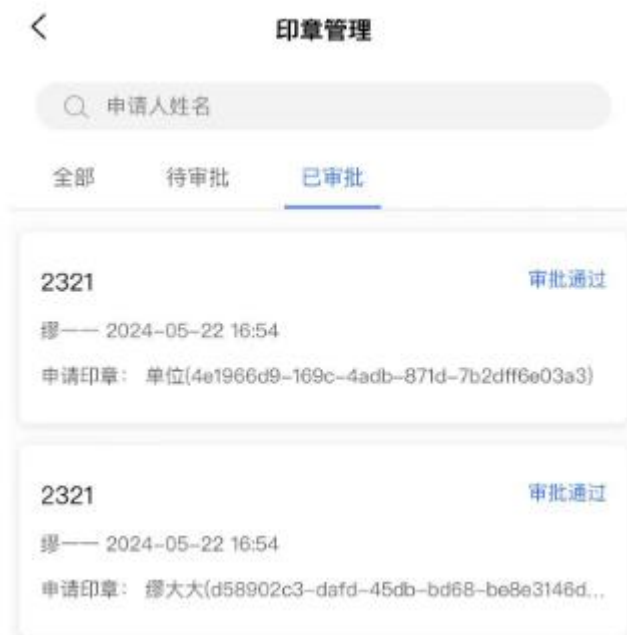 印章管理
申请人姓名
全部 待审批 已审批
2321 审批通过
缪一一 2024-05-22 16:54
申请印章： 单位(4e1966d9-169c-4adb-871d-7b2dff6e03a3)
2321 审批通过
缪一一 2024-05-22 16:54
申请印章： 缪大大(d58902c3-dafd-45db-bd68-be8e3146d...